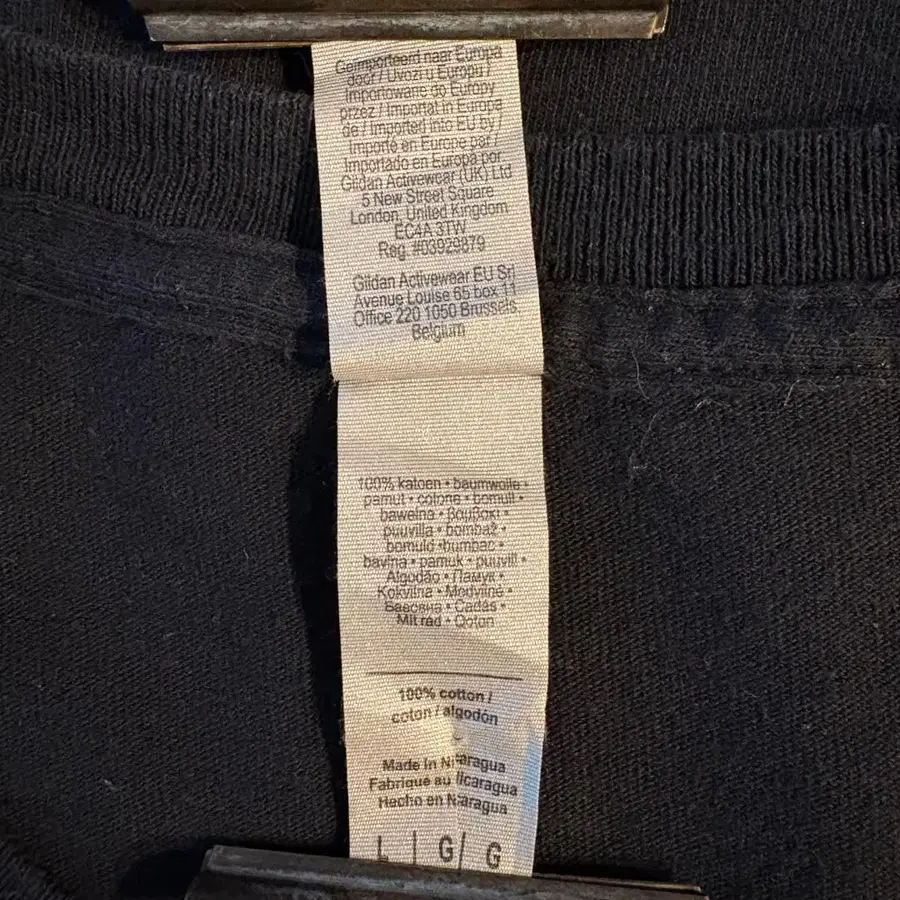 Geïmporteerd naar Europa
door / Uvozi u Europu /
Importowane do Europy
przez / Importat in Europa
de / Imported into EU by /
Importé en Europe par /
Importado en Europa por
Gildan Activewear (UK) Ltd
5 New Street Square
London, United Kingdom
EC4A 3TW
Reg. #03929879
Gildan Activewear EU Srl
Avenue Louise 65 box 11
Office 220 1050 Brussels,
Belgium
100% katoen • baumwolle •
pamut • cotone • bomull •
bawełna • βαμβάκι •
puuvilla • bombaž •
bomuld • bumbac •
bavlna • pamuk • puuvill •
Algodão • Памук •
Kokvilna • Medvilnė •
Бавовна • Cadás •
Mit rad • Qoton
100% cotton /
coton / algodón
Made in Nicaragua
Fabriqué au Nicaragua
Hecho en Nicaragua
L | G / G